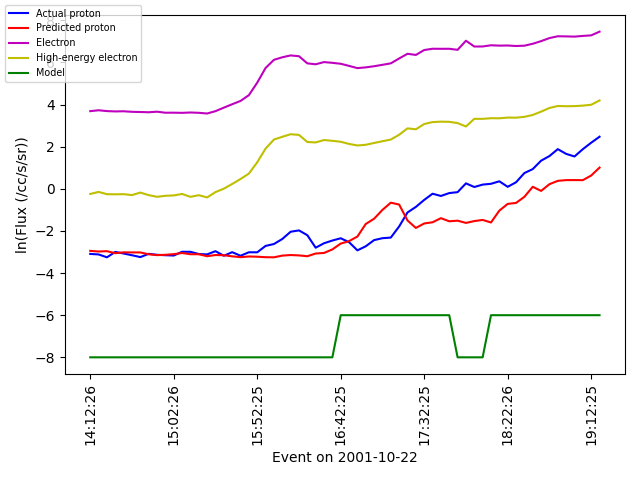 Actual proton
Predicted proton
Electron
High-energy electron
Model
ln(Flux (/cc/s/sr))
4
2
0
−2
−4
−6
−8
14:12:26
15:02:26
15:52:25
16:42:25
17:32:25
18:22:26
19:12:25
Event on 2001-10-22